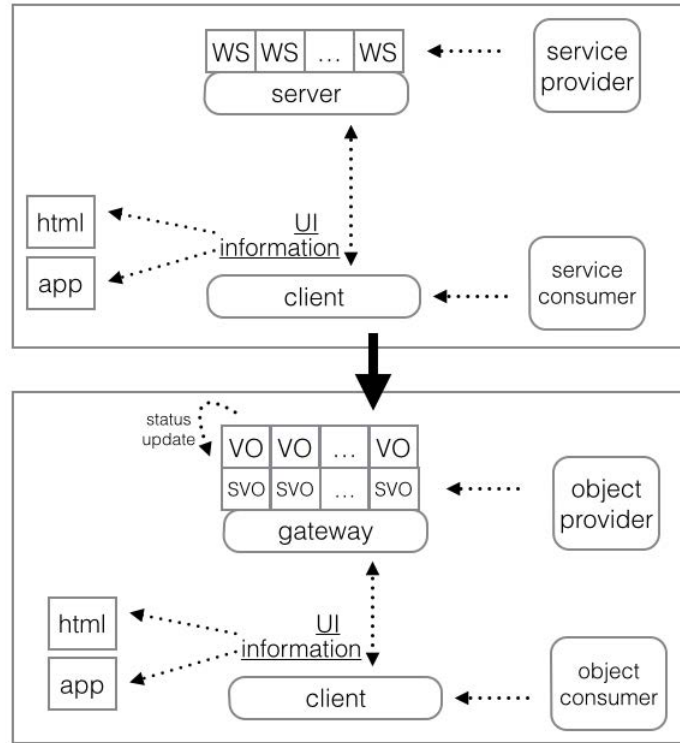 WS WS ... WS
server
service
provider
html
app
UI
information
client
service
consumer
status
update
VO VO ... VO
SVO SVO ... SVO
gateway
object
provider
html
app
UI
information
client
object
consumer